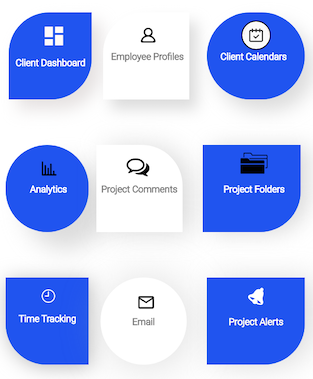 Client Dashboard
Employee Profiles
Client Calendars
Analytics
Project Comments
Project Folders
Time Tracking
Email
Project Alerts